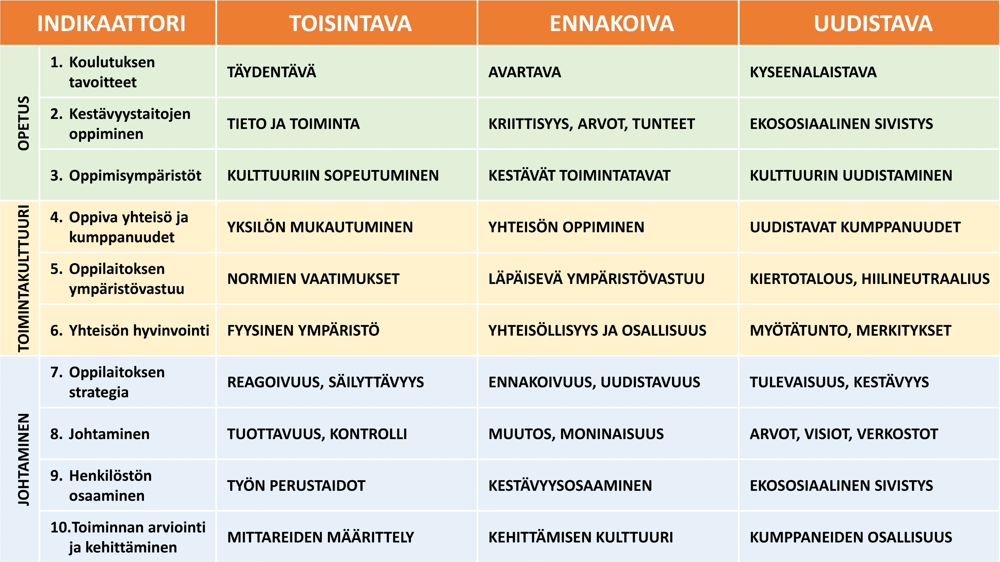 INDIKAATTORI TOISINTAVA ENNAKOIVA UUDISTAVA
OPETUS
1. Koulutuksen
tavoitteet
TÄYDENTÄVÄ
AVARTAVA
KYSEENALAISTAVA
2. Kestävyystaitojen
oppiminen
TIETO JA TOIMINTA
KRIITTISYYS, ARVOT, TUNTEET
EKOSOSIAALINEN SIVISTYS
3. Oppimisympäristöt
KULTTUURIIN SOPEUTUMINEN
KESTÄVÄT TOIMINTATAVAT
KULTTUURIN UUDISTAMINEN
TOIMINTAKULTTUURI
4. Oppiva yhteisö ja
kumppanuudet
YKSILÖN MUKAUTUMINEN
YHTEISÖN OPPIMINEN
UUDISTAVAT KUMPPANUUDET
5. Oppilaitoksen
ympäristövastuu
NORMIEN VAATIMUKSET
LÄPÄISEVÄ YMPÄRISTÖVASTUU
KIERTOTALOUS, HIILINEUTRAALIUS
6. Yhteisön hyvinvointi
FYYSINEN YMPÄRISTÖ
YHTEISÖLLISYYS JA OSALLISUUS
MYÖTÄTUNTO, MERKITYKSET
JOHTAMINEN
7. Oppilaitoksen
strategia
REAGOIVUUS, SÄILYTTÄVYYS
ENNAKOIVUUS, UUDISTAVUUS
TULEVAISUUS, KESTÄVYYS
8. Johtaminen
TUOTTAVUUS, KONTROLLI
MUUTOS, MONINAISUUS
ARVOT, VISIOT, VERKOSTOT
9. Henkilöstön
osaaminen
TYÖN PERUSTAIDOT
KESTÄVYYSOSAAMINEN
EKOSOSIAALINEN SIVISTYS
10.Toiminnan arviointi
ja kehittäminen
MITTAREIDEN MÄÄRITTELY
KEHITTÄMISEN KULTTUURI
KUMPPANEIDEN OSALLISUUS